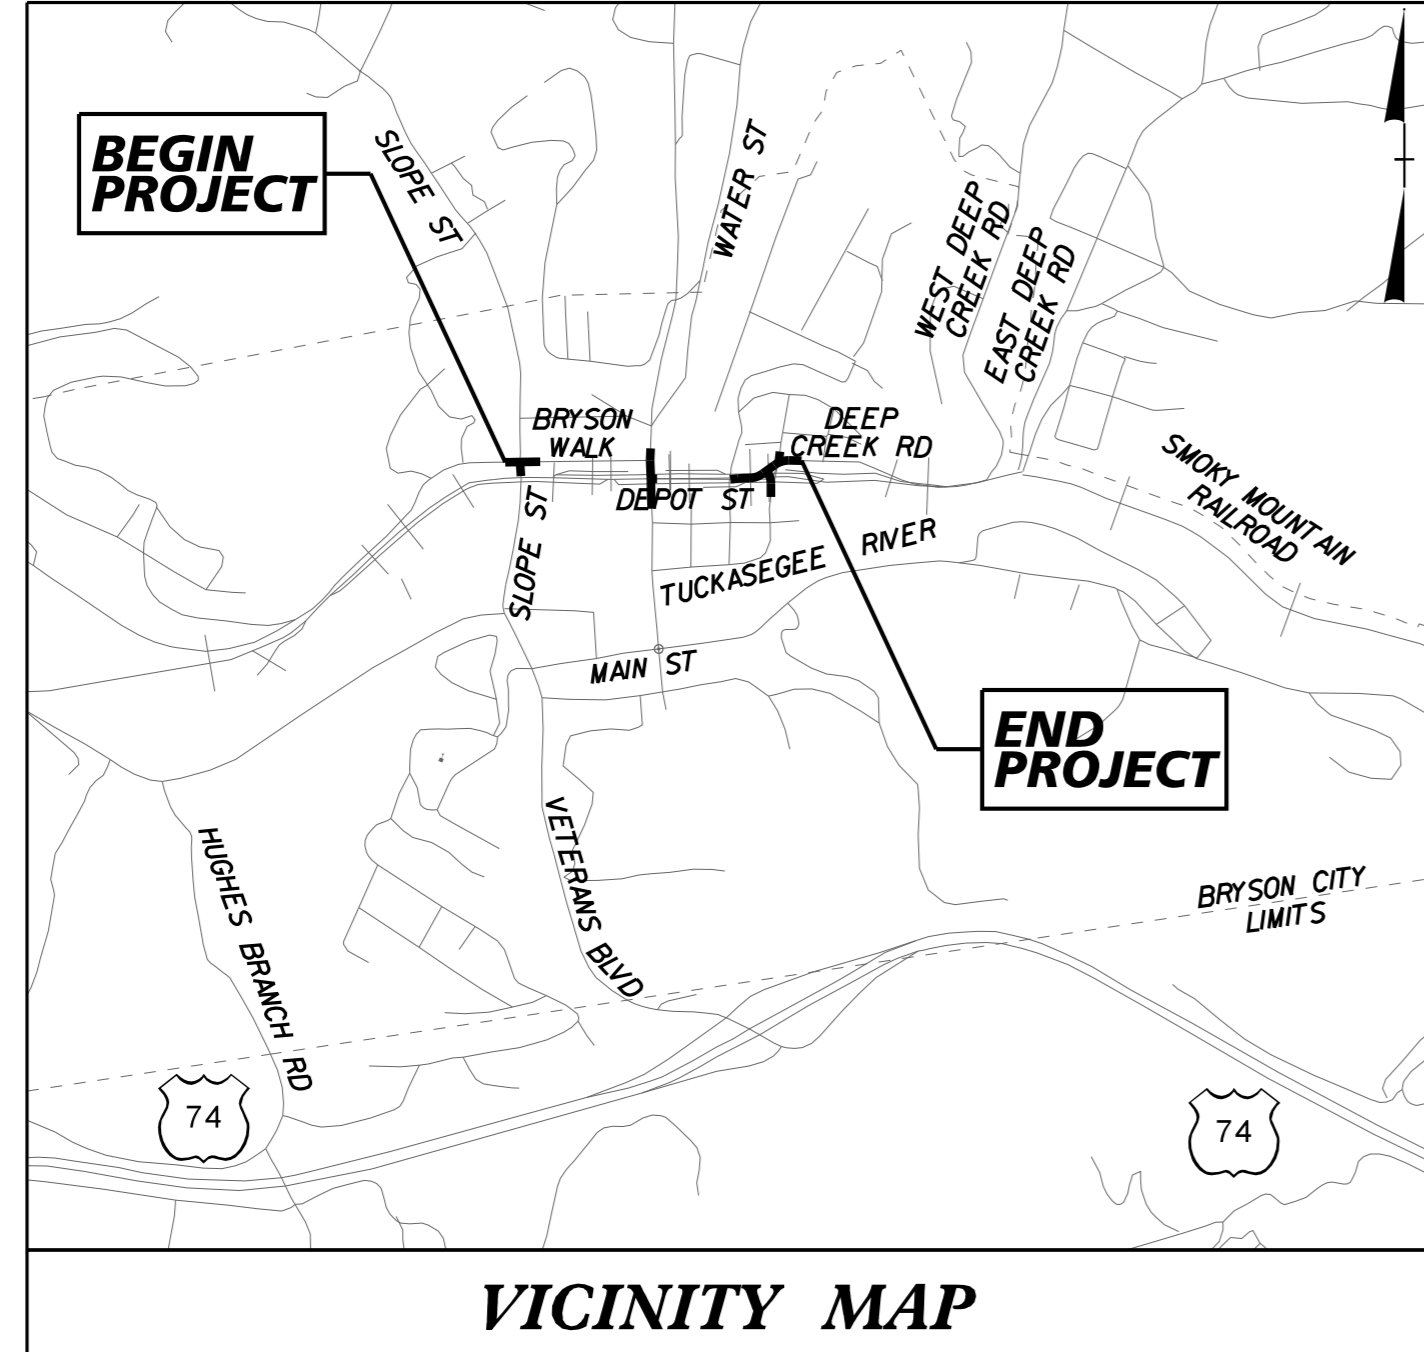 BEGIN
PROJECT
SLOPE ST
WATER ST
WEST DEEP
CREEK RD
EAST DEEP
CREEK RD
BRYSON
WALK
DEEP
CREEK RD
SMOKY MOUNTAIN
RAILROAD
DEPOT ST
SLOPE ST
TUCKASEGEE RIVER
MAIN ST
END
PROJECT
VETERANS BLVD
HUGHES BRANCH RD
BRYSON CITY
LIMITS
74
74
VICINITY MAP